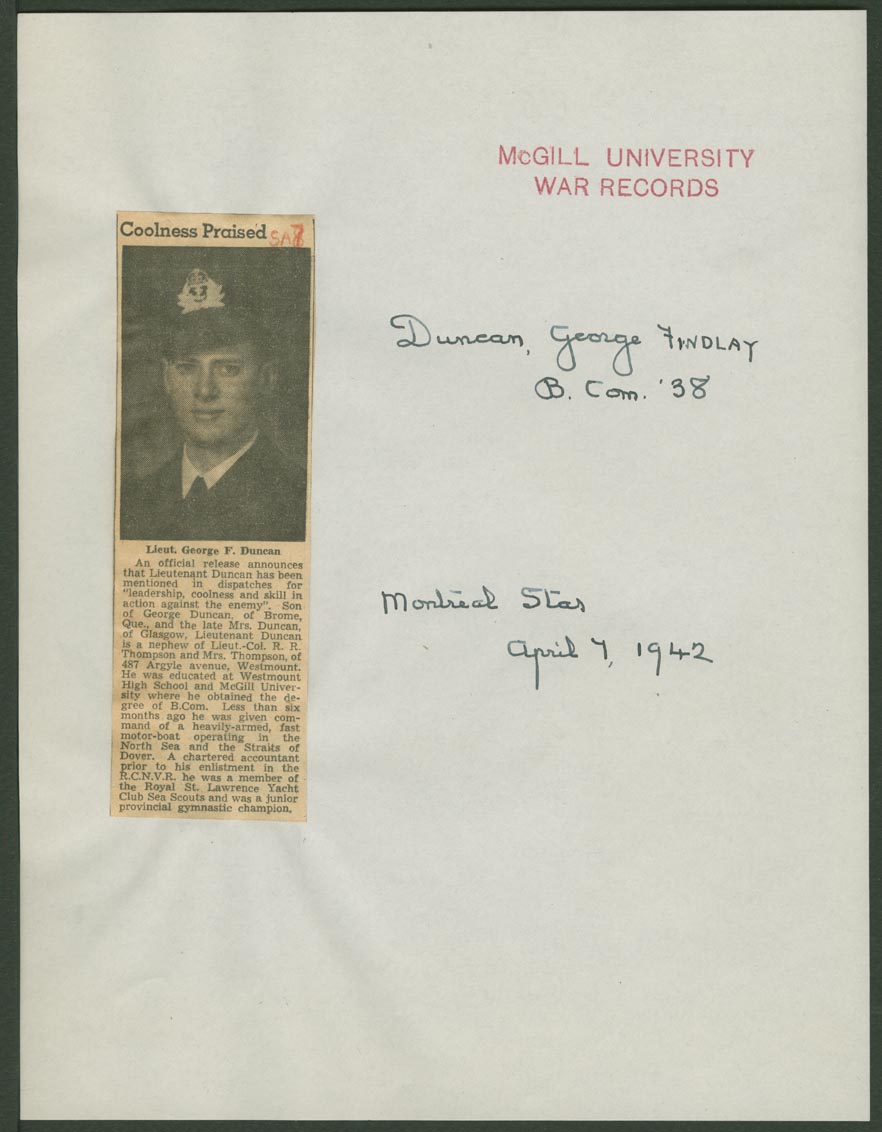 McGILL UNIVERSITY
WAR RECORDS
Coolness Praised
SA7
Duncan, George FINDLAY
B. Com. '38
Lieut. George F. Duncan
An official release announces
that Lieutenant Duncan has been
mentioned in dispatches for
"leadership, coolness and skill in
action against the enemy". Son
of George Duncan, of Brome,
Que., and the late Mrs. Duncan,
of Glasgow, Lieutenant Duncan
is a nephew of Lieut.-Col. R. R.
Thompson and Mrs. Thompson, of
487 Argyle avenue, Westmount.
He was educated at Westmount
High School and McGill Univer-
sity where he obtained the de-
gree of B.Com. Less than six
months ago he was given com-
mand of a heavily-armed, fast
motor-boat operating in the
North Sea and the Straits of
Dover. A chartered accountant
prior to his enlistment in the
R.C.N.V.R. he was a member of
the Royal St. Lawrence Yacht
Club Sea Scouts and was a junior
provincial gymnastic champion.
Montreal Star
April 7, 1942